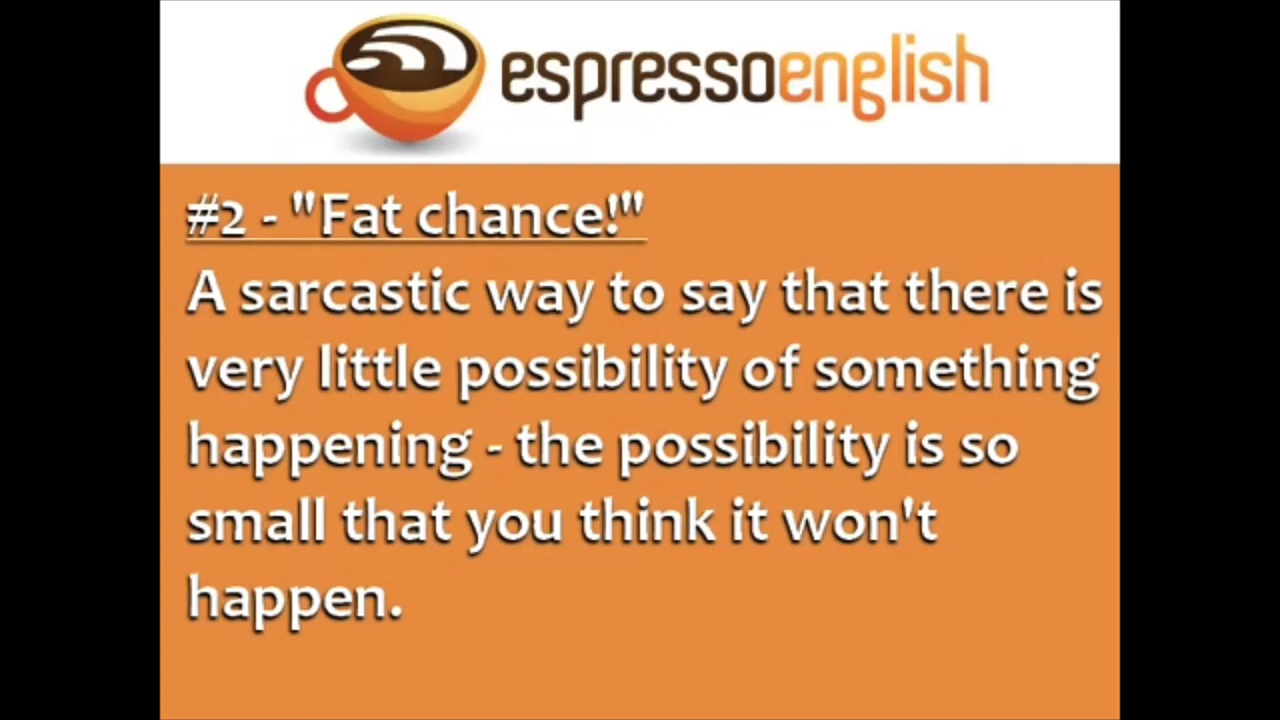 espressoenglish
#2 - "Fat chance!"
A sarcastic way to say that there is
very little possibility of something
happening - the possibility is so
small that you think it won't
happen.